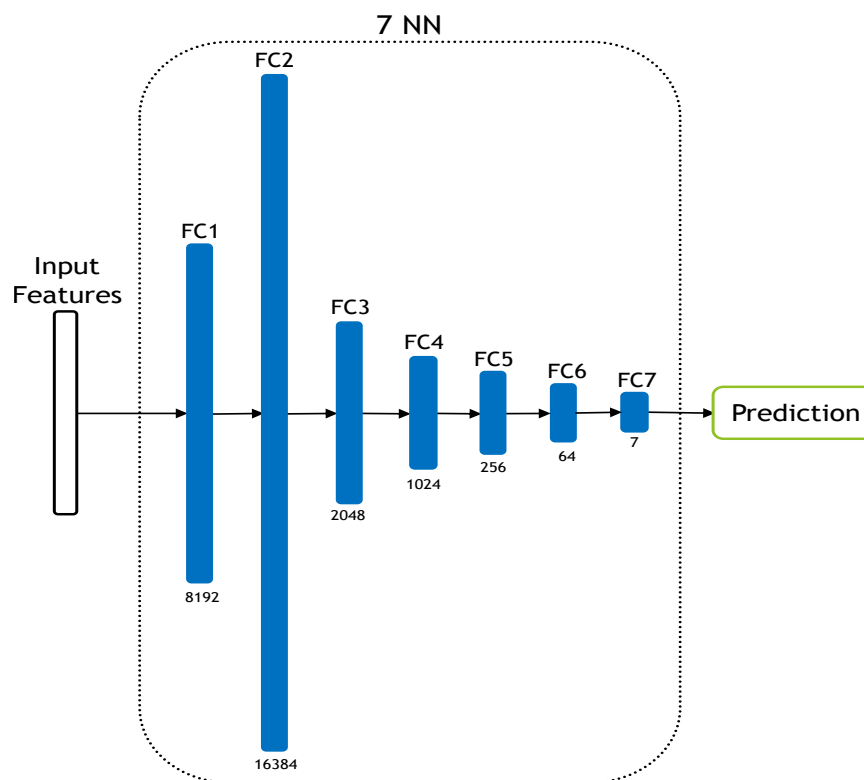 7 NN
FC2
FC1
Input
Features
FC3
FC4
FC5
FC6
FC7
Prediction
7
64
256
1024
2048
8192
16384